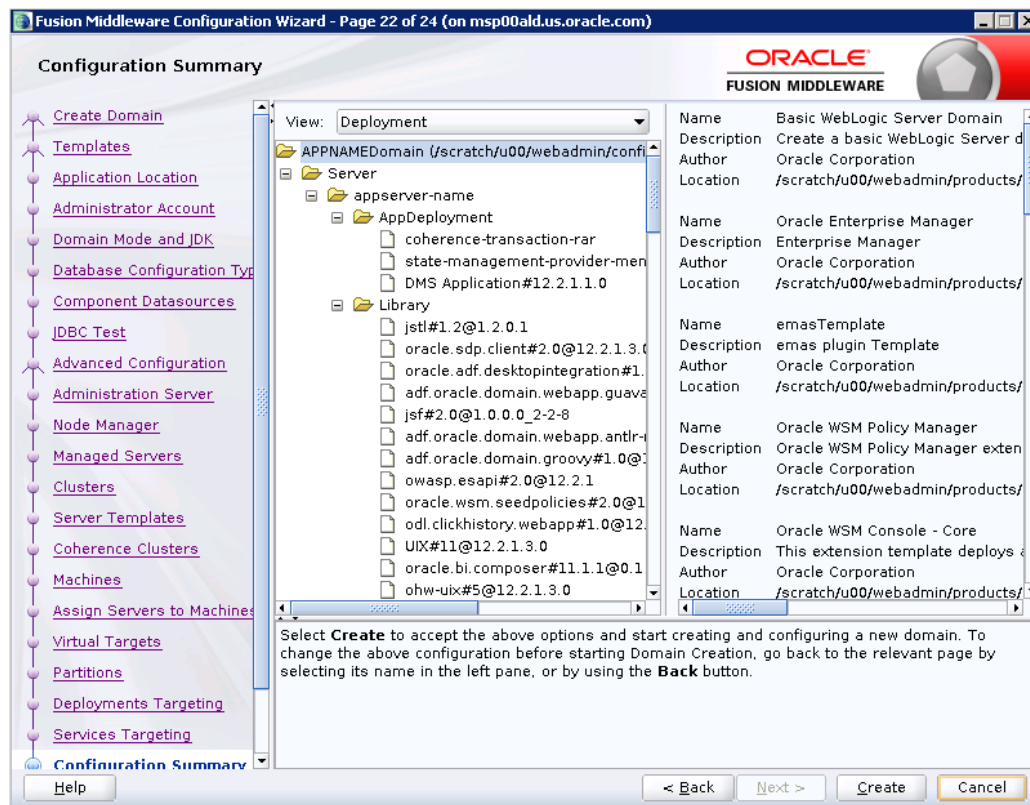 Fusion Middleware Configuration Wizard - Page 22 of 24 (on msp00ald.us.oracle.com)
Configuration Summary
ORACLE
FUSION MIDDLEWARE
Create Domain
Templates
Application Location
Administrator Account
Domain Mode and JDK
Database Configuration Typ
Component Datasources
JDBC Test
Advanced Configuration
Administration Server
Node Manager
Managed Servers
Clusters
Server Templates
Coherence Clusters
Machines
Assign Servers to Machines
Virtual Targets
Partitions
Deployments Targeting
Services Targeting
Configuration Summary
View: Deployment
APPNAMEDomain (/scratch/u00/webadmin/confi
Server
appserver-name
AppDeployment
coherence-transaction-rar
state-management-provider-men
DMS Application#12.2.1.1.0
Library
jstl#1.2@1.2.0.1
oracle.sdp.client#2.0@12.2.1.3.0
oracle.adf.desktopintegration#1.
adf.oracle.domain.webapp.guava
jsf#2.0@1.0.0.0_2-2-8
adf.oracle.domain.webapp.antlr-
adf.oracle.domain.groovy#1.0@
owasp.esapi#2.0@12.2.1
oracle.wsm.seedpolicies#2.0@1
odl.clickhistory.webapp#1.0@12.
UIX#11@12.2.1.3.0
oracle.bi.composer#11.1.1@0.1
ohw-uix#5@12.2.1.3.0
Name Basic WebLogic Server Domain
Description Create a basic WebLogic Server d
Author Oracle Corporation
Location /scratch/u00/webadmin/products/
Name Oracle Enterprise Manager
Description Enterprise Manager
Author Oracle Corporation
Location /scratch/u00/webadmin/products/
Name emasTemplate
Description emas plugin Template
Author Oracle Corporation
Location /scratch/u00/webadmin/products/
Name Oracle WSM Policy Manager
Description Oracle WSM Policy Manager exten
Author Oracle Corporation
Location /scratch/u00/webadmin/products/
Name Oracle WSM Console - Core
Description This extension template deploys
Author Oracle Corporation
Location /scratch/u00/webadmin/products/
Select Create to accept the above options and start creating and configuring a new domain. To
change the above configuration before starting Domain Creation, go back to the relevant page by
selecting its name in the left pane, or by using the Back button.
Help
< Back
Next >
Create
Cancel